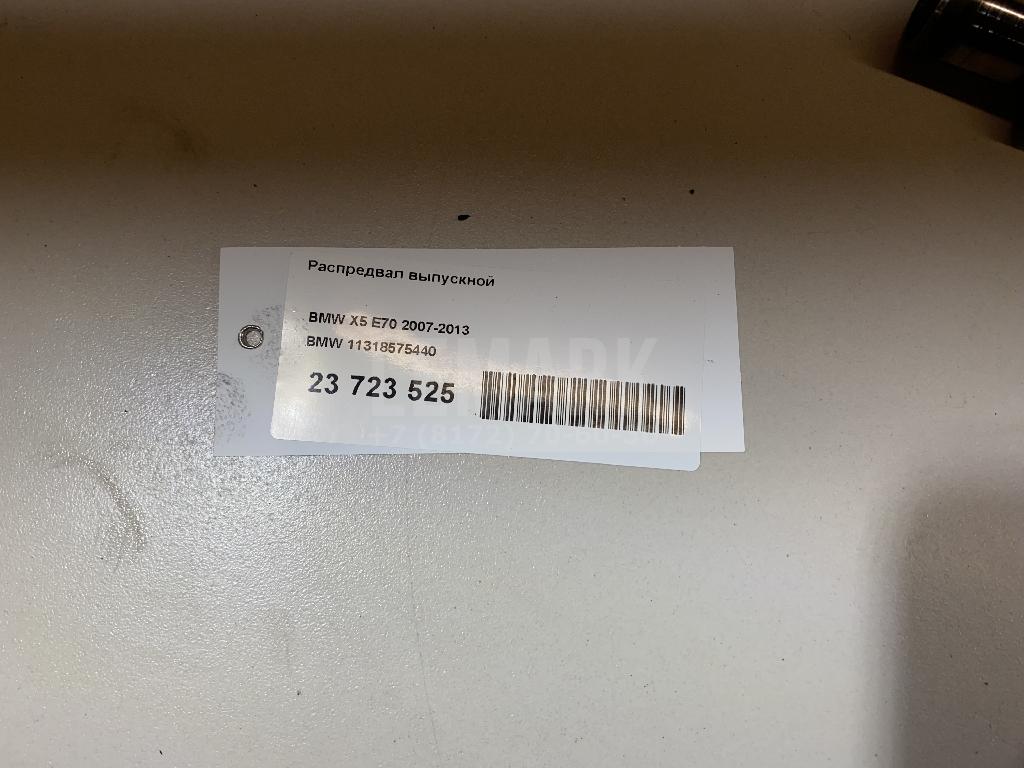 Распредвал выпускной
BMW X5 E70 2007-2013
BMW 11318575440
23 723 525